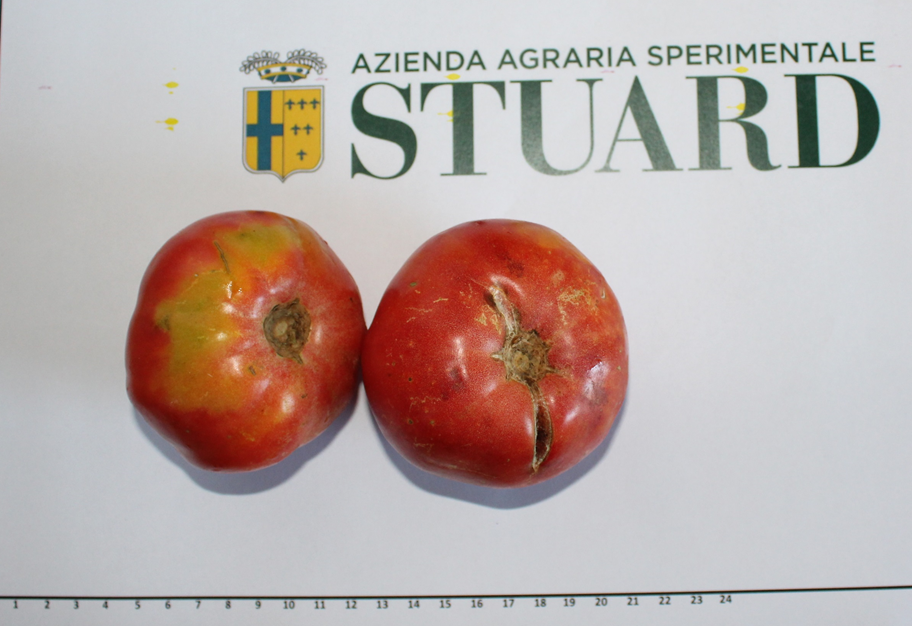 AZIENDA AGRARIA SPERIMENTALE
STUARD
1 2 3 4 5 6 7 8 9 10 11 12 13 14 15 16 17 18 19 20 21 22 23 24